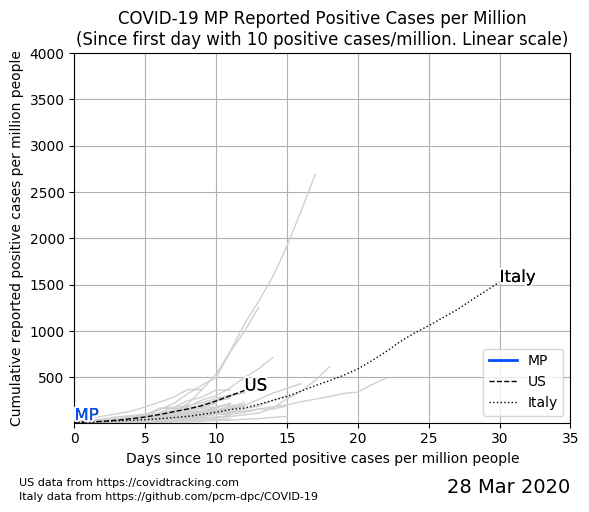 COVID-19 MP Reported Positive Cases per Million
(Since first day with 10 positive cases/million. Linear scale)
Cumulative reported positive cases per million people
4000
3500
3000
2500
2000
1500
1000
500
Italy
US
MP
MP
US
Italy
0 5 10 15 20 25 30 35
Days since 10 reported positive cases per million people
US data from https://covidtracking.com
Italy data from https://github.com/pcm-dpc/COVID-19
28 Mar 2020